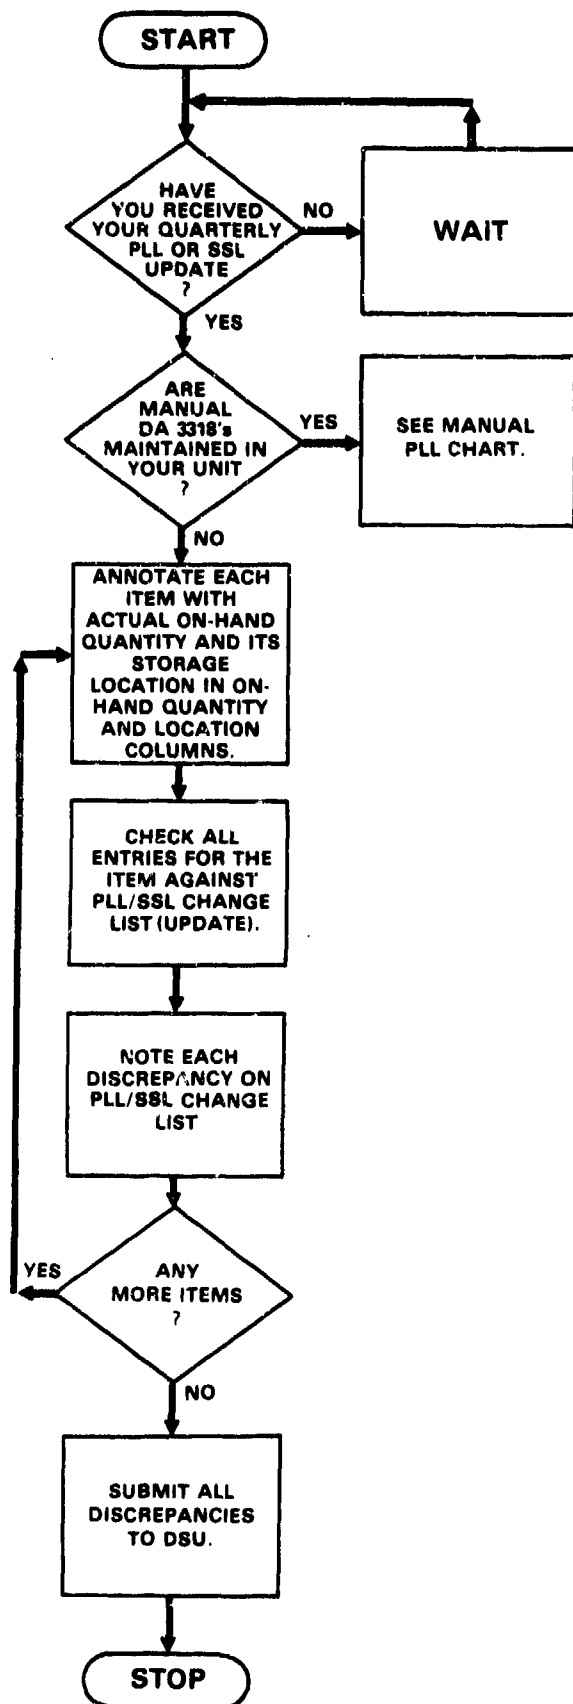 START
HAVE
YOU RECEIVED
YOUR QUARTERLY
PLL OR SSL
UPDATE
?
NO
WAIT
YES
ARE
MANUAL
DA 3318's
MAINTAINED IN
YOUR UNIT
?
YES
SEE MANUAL
PLL CHART.
NO
ANNOTATE EACH
ITEM WITH
ACTUAL ON-HAND
QUANTITY AND ITS
STORAGE
LOCATION IN ON-
HAND QUANTITY
AND LOCATION
COLUMNS.
CHECK ALL
ENTRIES FOR THE
ITEM AGAINST
PLL/SSL CHANGE
LIST (UPDATE).
NOTE EACH
DISCREPANCY ON
PLL/SSL CHANGE
LIST
YES
ANY
MORE ITEMS
?
NO
SUBMIT ALL
DISCREPANCIES
TO DSU.
STOP